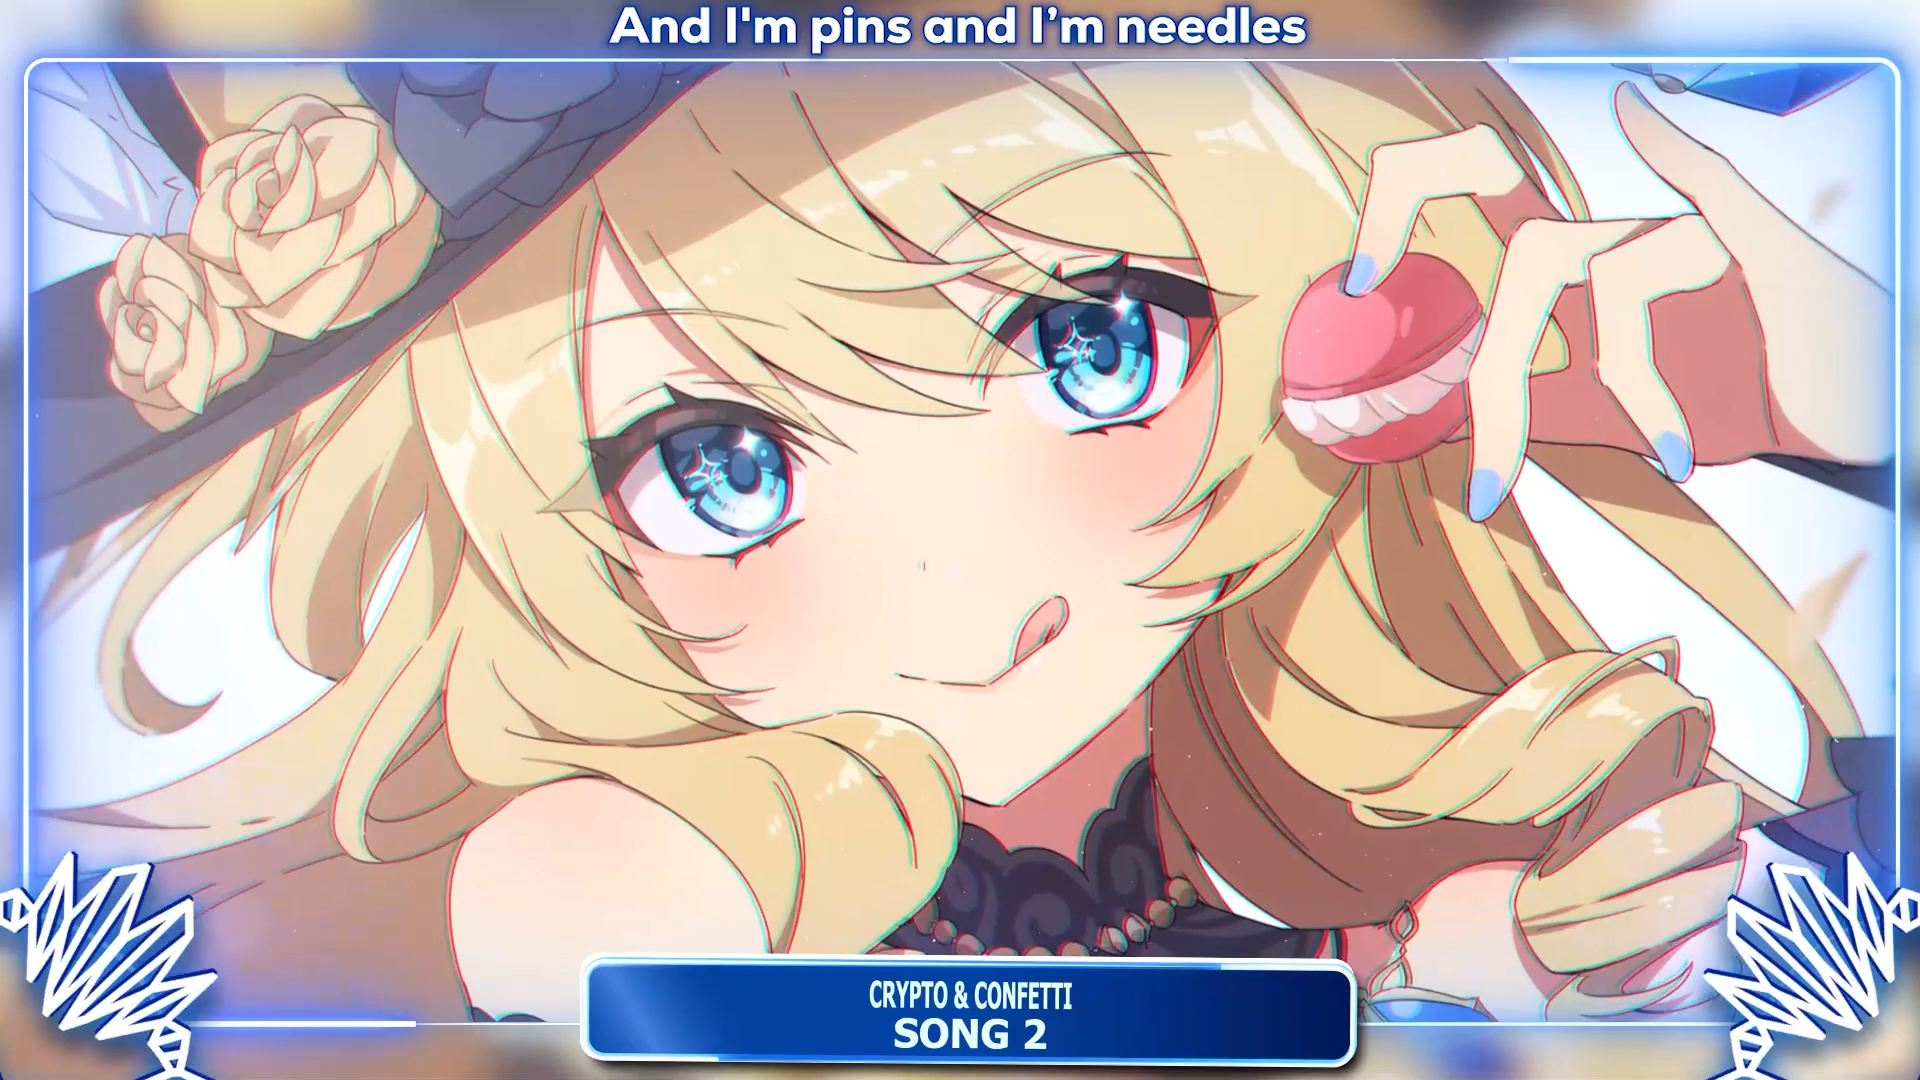 And I'm pins and I’m needles
CRYPTO & CONFETTI
SONG 2